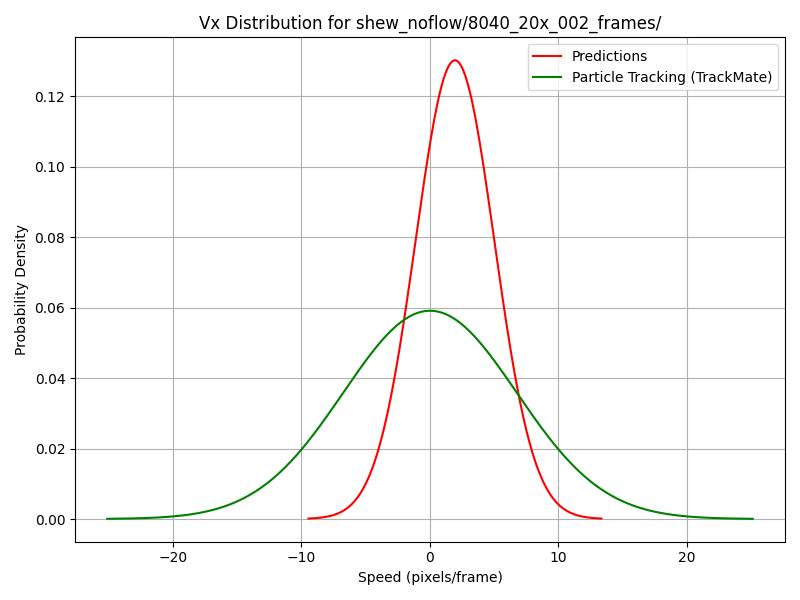 Vx Distribution for shew_noflow/8040_20x_002_frames/
Predictions
Particle Tracking (TrackMate)
Probability Density
0.12
0.10
0.08
0.06
0.04
0.02
0.00
−20
−10
0
10
20
Speed (pixels/frame)